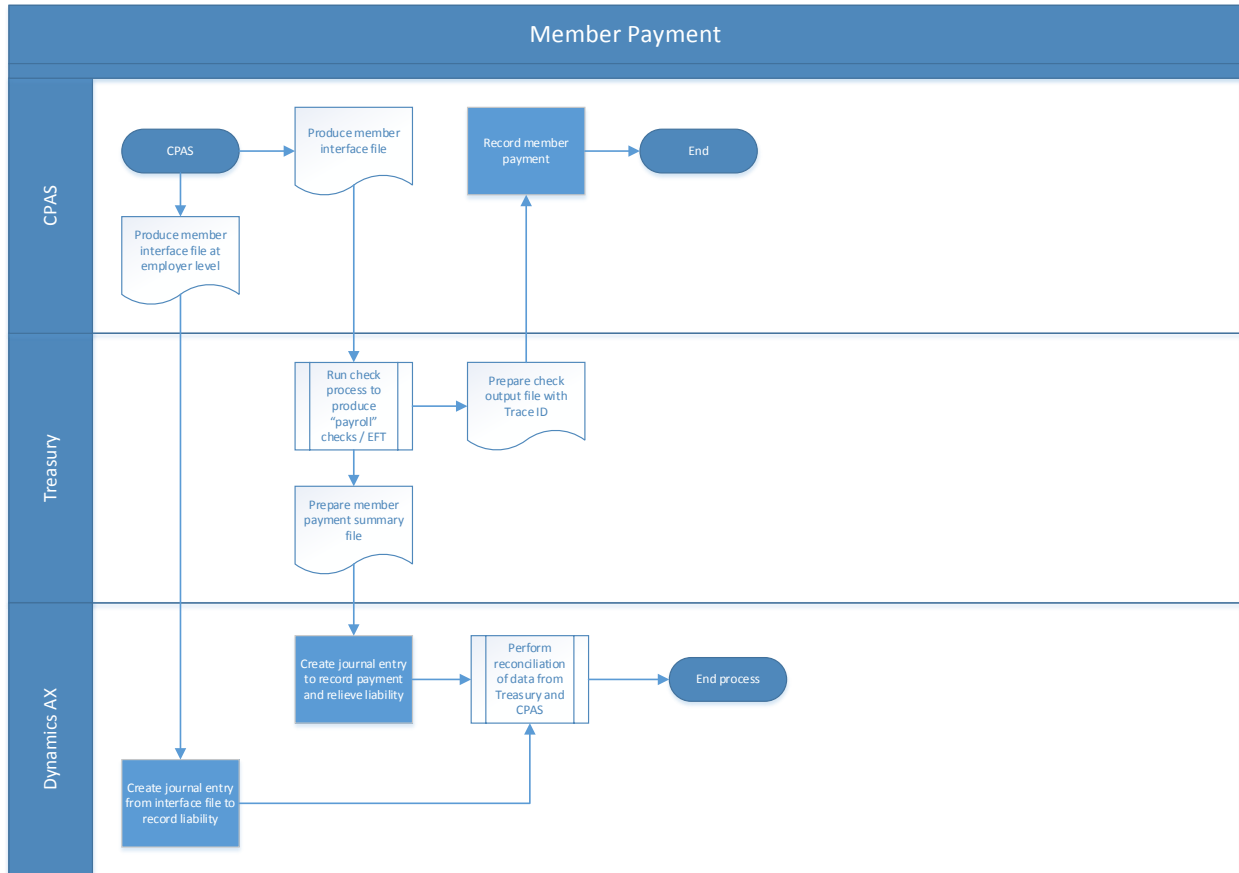 Member Payment
CPAS
CPAS
Produce member
interface file
Record member
payment
End
Produce member
interface file at
employer level
Treasury
Run check
process to
produce
“payroll”
checks / EFT
Prepare check
output file with
Trace ID
Prepare member
payment summary
file
Dynamics AX
Create journal entry
to record payment
and relieve liability
Perform
reconciliation
of data from
Treasury and
CPAS
End process
Create journal entry
from interface file to
record liability